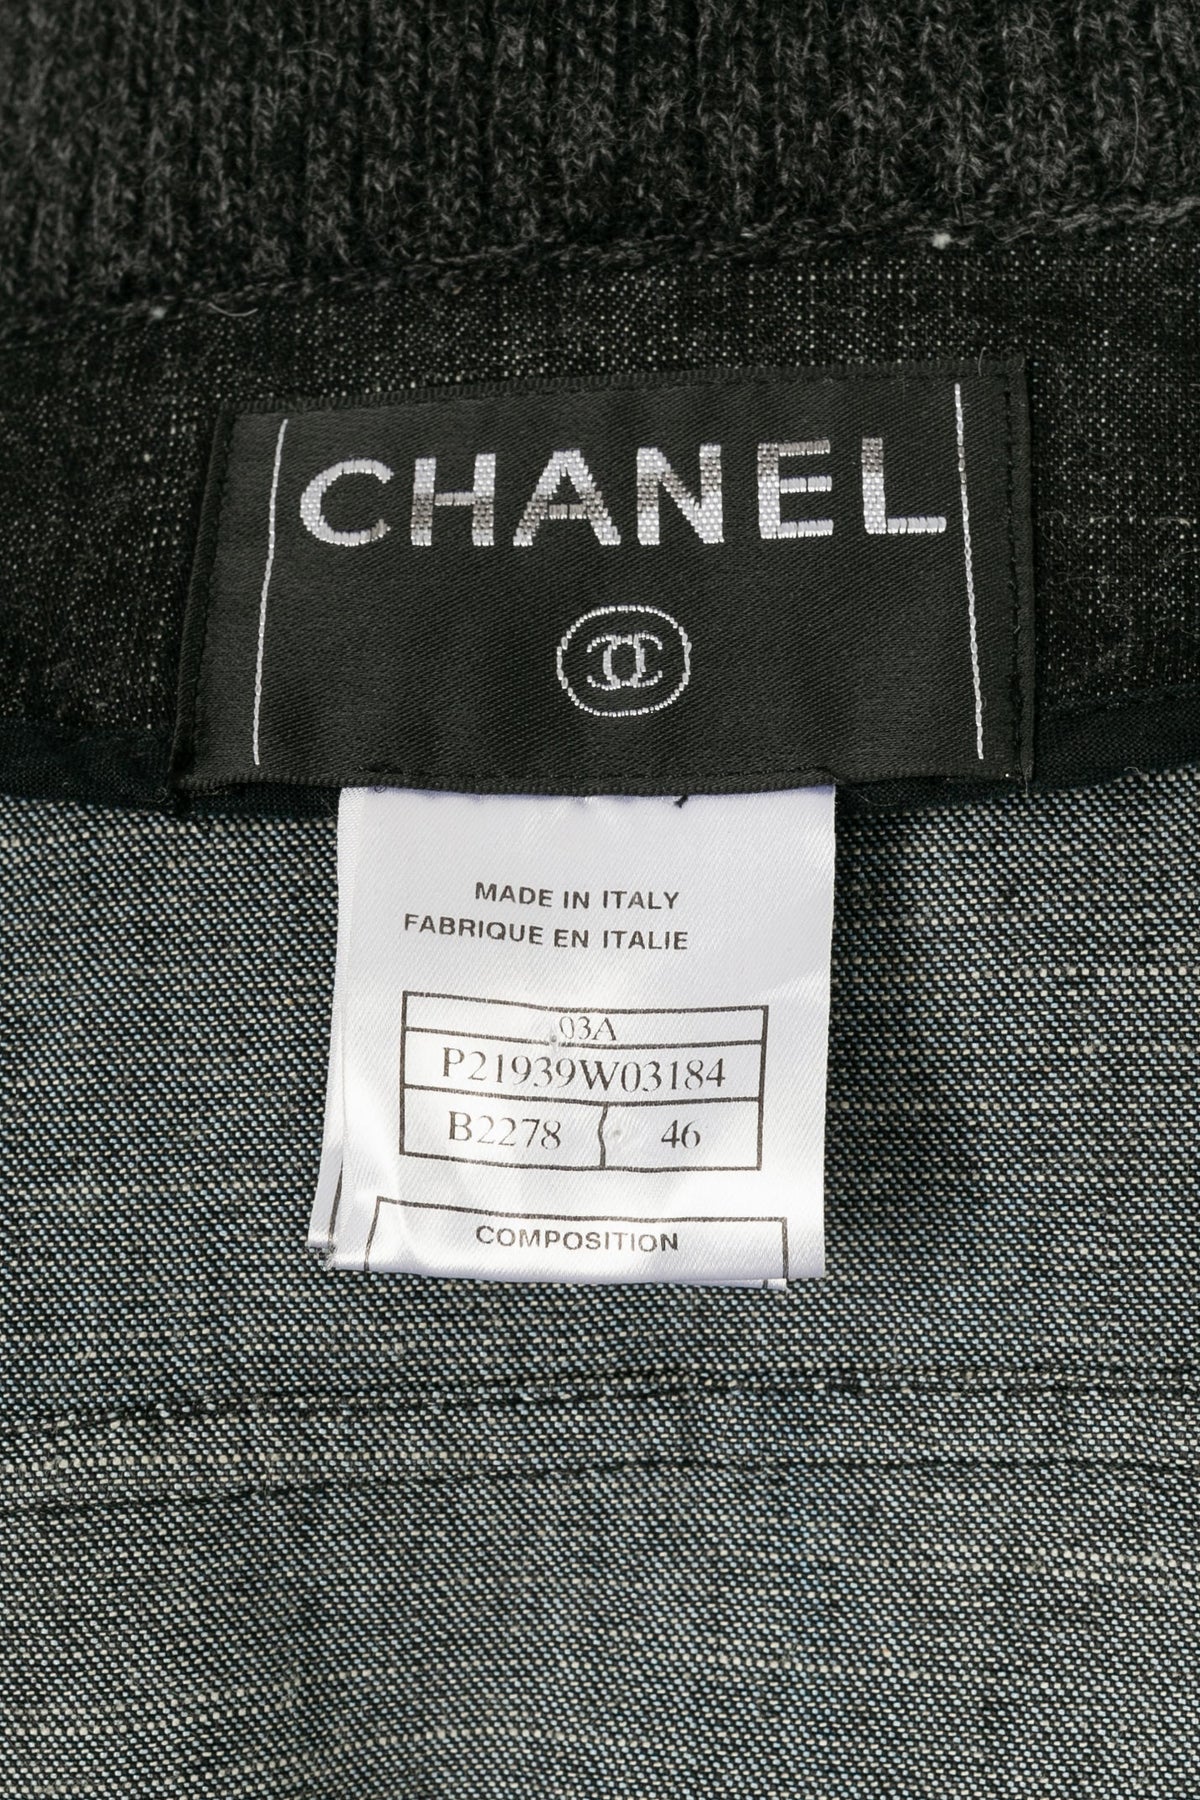 CHANEL
MADE IN ITALY
FABRIQUE EN ITALIE
03A
P21939W03184
B2278 46
COMPOSITION